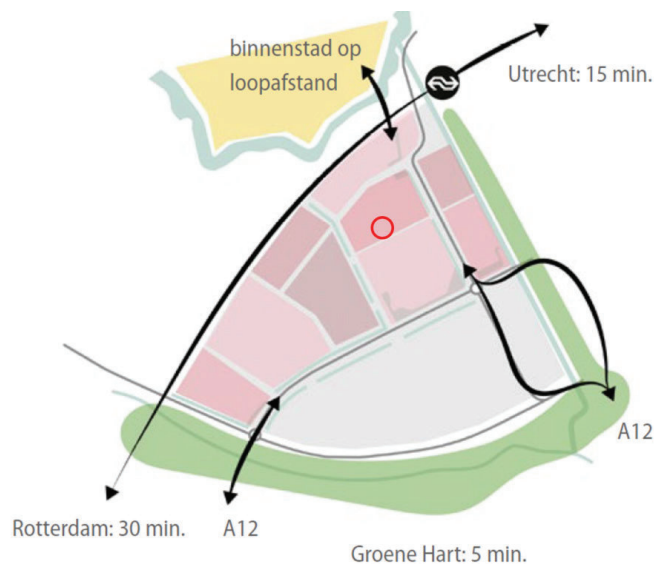 binnenstad op
loopafstand
Utrecht: 15 min.
A12
Rotterdam: 30 min.
A12
Groene Hart: 5 min.